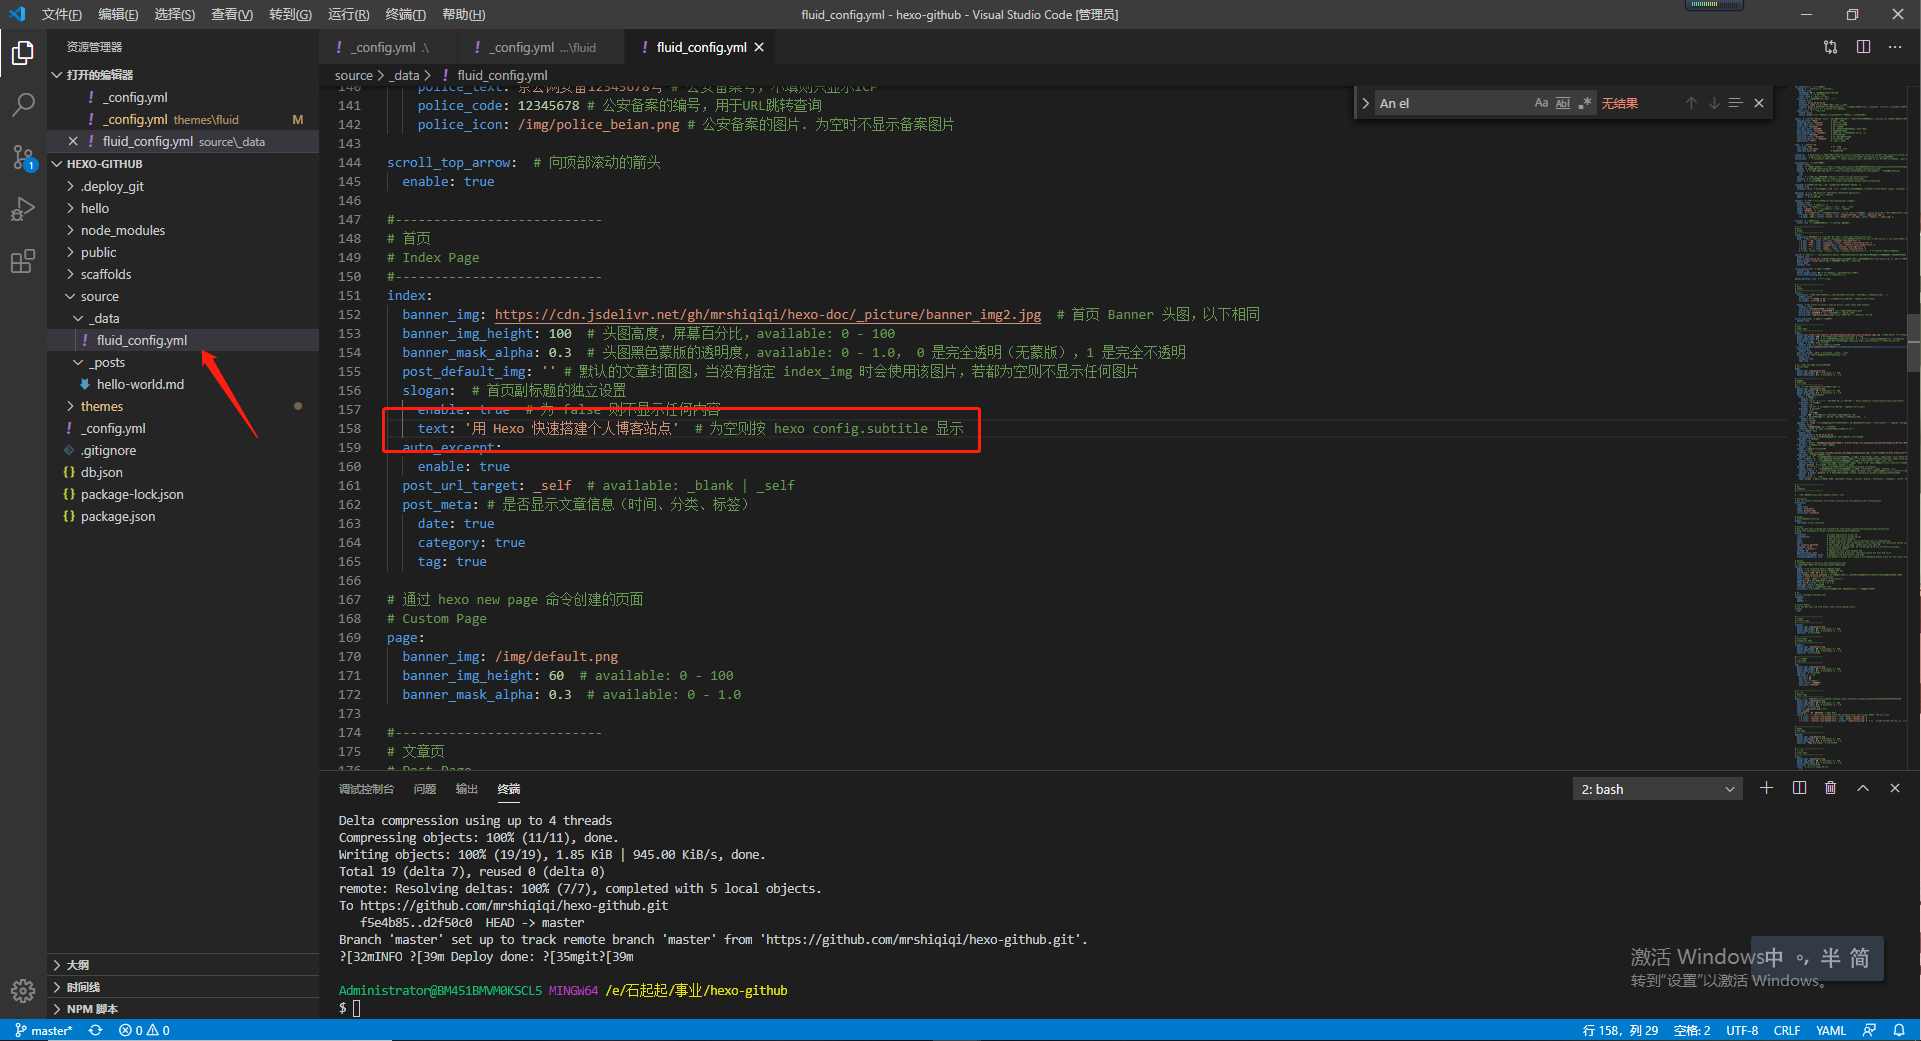 文件(F) 编辑(E) 选择(S) 查看(V) 转到(G) 运行(R) 终端(T) 帮助(H)
fluid_config.yml - hexo-github - Visual Studio Code [管理员]
资源管理器
打开的编辑器
_config.yml
_config.yml themes\fluid M
fluid_config.yml source\_data
HEXO-GITHUB
.deploy_git
hello
node_modules
public
scaffolds
source
_data
fluid_config.yml
_posts
hello-world.md
themes
_config.yml
.gitignore
db.json
package-lock.json
package.json
大纲
时间线
NPM 脚本
1
_config.yml .\
_config.yml ...\fluid
fluid_config.yml
source > _data > fluid_config.yml
An el
Aa Abl .*
无结果
141 police_code: 12345678 # 公安备案的编号，用于URL跳转查询
142 police_icon: /img/police_beian.png # 公安备案的图片. 为空时不显示备案图片
143
144 scroll_top_arrow: # 向顶部滚动的箭头
145 enable: true
146
147 #---------------------------
148 # 首页
149 # Index Page
150 #---------------------------
151 index:
152 banner_img: https://cdn.jsdelivr.net/gh/mrshiqiqi/hexo-doc/_picture/banner_img2.jpg # 首页 Banner 头图，以下相同
153 banner_img_height: 100 # 头图高度，屏幕百分比，available: 0 - 100
154 banner_mask_alpha: 0.3 # 头图黑色蒙版的透明度，available: 0 - 1.0， 0 是完全透明（无蒙版），1 是完全不透明
155 post_default_img: '' # 默认的文章封面图，当没有指定 index_img 时会使用该图片，若都为空则不显示任何图片
156 slogan: # 首页副标题的独立设置
157 enable: true # 为 false 则不显示任何内容
158 text: '用 Hexo 快速搭建个人博客站点' # 为空则按 hexo config.subtitle 显示
159 auto_excerpt:
160 enable: true
161 post_url_target: _self # available: _blank | _self
162 post_meta: # 是否显示文章信息（时间、分类、标签）
163 date: true
164 category: true
165 tag: true
166
167 # 通过 hexo new page 命令创建的页面
168 # Custom Page
169 page:
170 banner_img: /img/default.png
171 banner_img_height: 60 # available: 0 - 100
172 banner_mask_alpha: 0.3 # available: 0 - 1.0
173
174 #---------------------------
175 # 文章页
176 # Post Page
调试控制台 问题 输出 终端
2: bash
Delta compression using up to 4 threads
Compressing objects: 100% (11/11), done.
Writing objects: 100% (19/19), 1.85 KiB | 945.00 KiB/s, done.
Total 19 (delta 7), reused 0 (delta 0)
remote: Resolving deltas: 100% (7/7), completed with 5 local objects.
To https://github.com/mrshiqiqi/hexo-github.git
f5e4b85..d2f50c0 HEAD -> master
Branch 'master' set up to track remote branch 'master' from 'https://github.com/mrshiqiqi/hexo-github.git'.
?[32mINFO ?[39m Deploy done: ?[35mgit?[39m
Administrator@BM451BMVM0KSCL5 MINGW64 /e/石起起/事业/hexo-github
$
激活 Windows
转到"设置"以激活 Windows。
中 半 简
master* 0 0
行 158，列 29 空格: 2 UTF-8 CRLF YAML